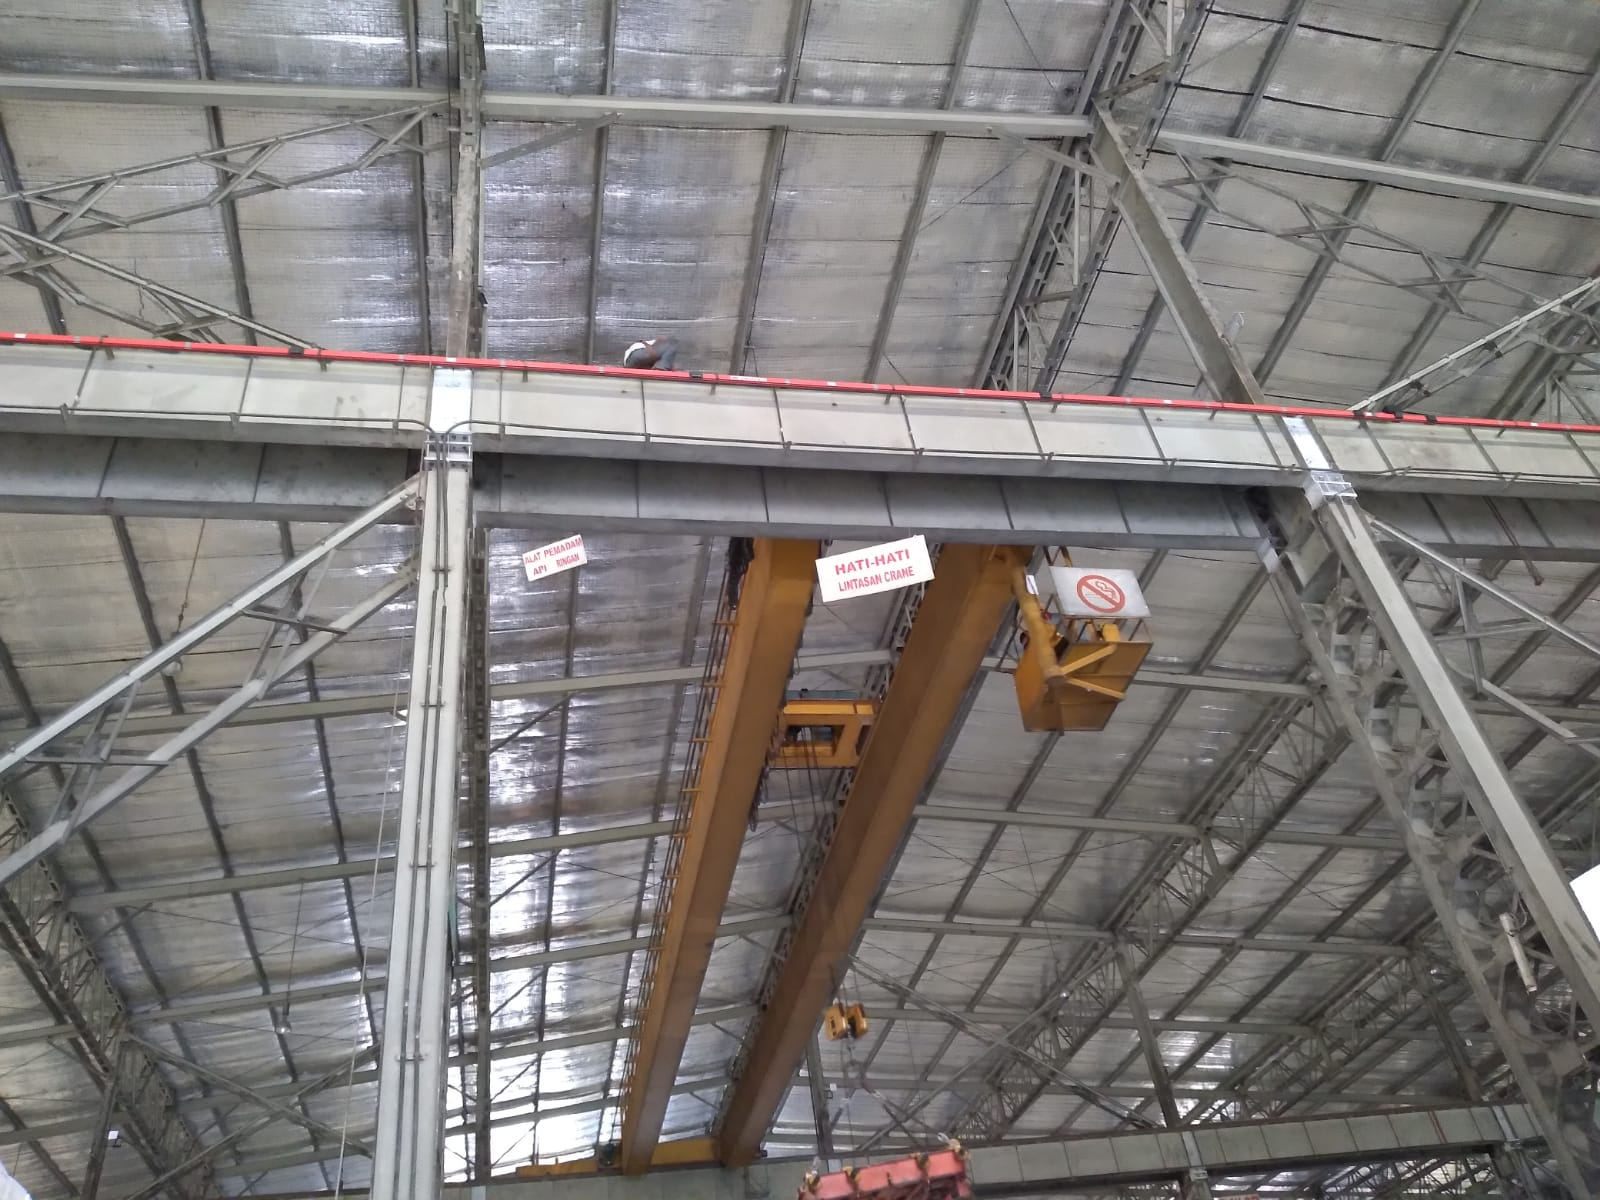 ALAT PEMADAM
API RINGAN
HATI-HATI
LINTASAN CRANE